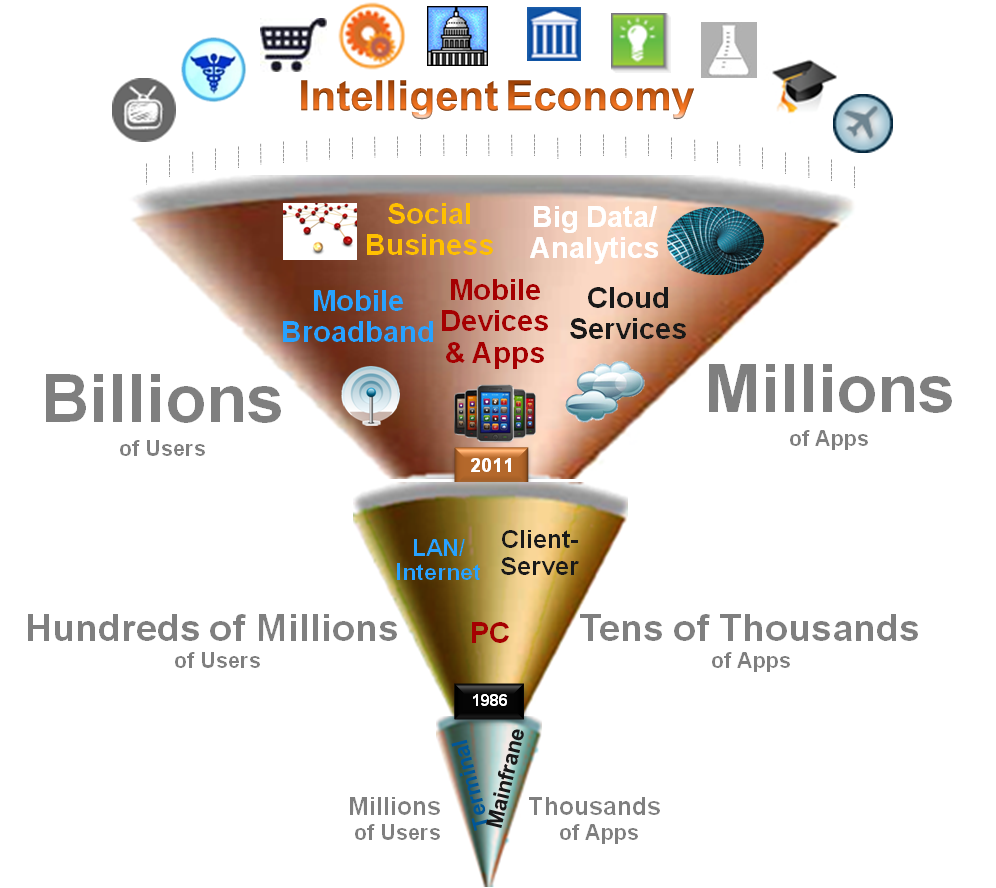 Intelligent Economy
Social
Business
Big Data/
Analytics
Mobile
Broadband
Mobile
Devices
& Apps
Cloud
Services
Billions
of Users
Millions
of Apps
2011
LAN/
Internet
Client-
Server
PC
Hundreds of Millions
of Users
Tens of Thousands
of Apps
1986
Terminal
Mainfrane
Millions
of Users
Thousands
of Apps